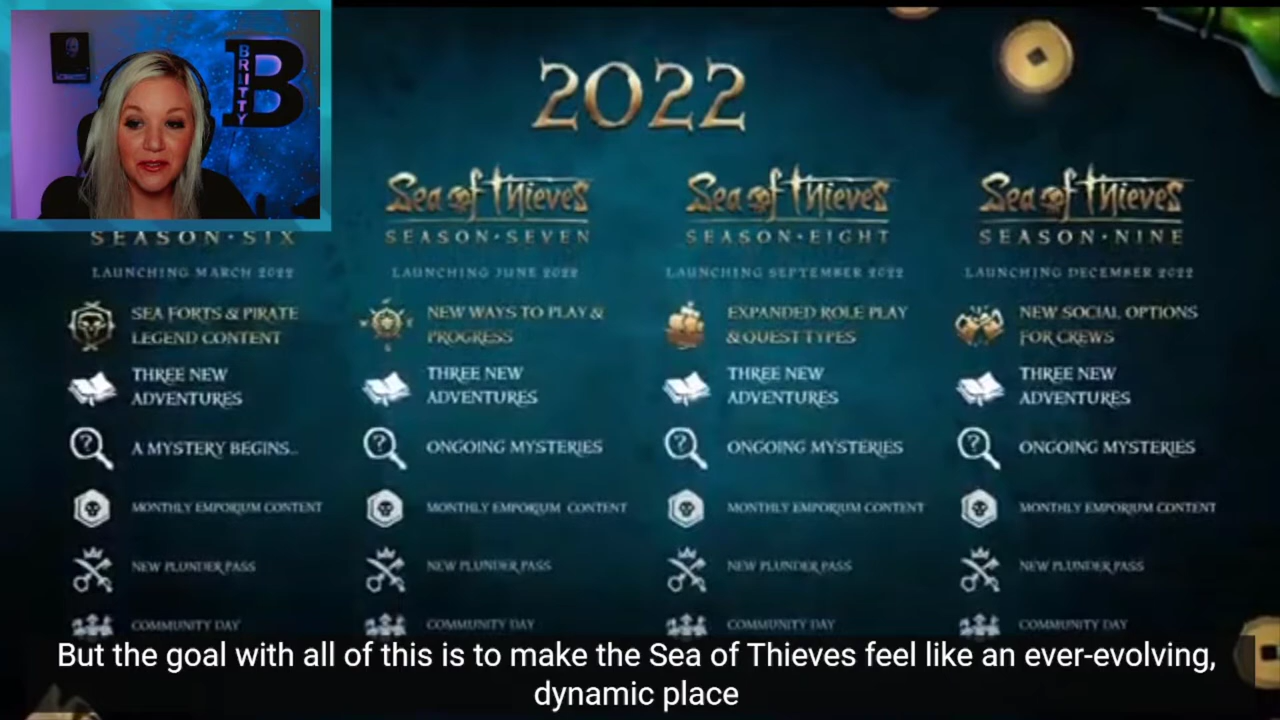 BRITTY
B
2022
Sea of Thieves
SEASON · SIX
LAUNCHING MARCH 2022
SEA FORTS & PIRATE
LEGEND CONTENT
THREE NEW
ADVENTURES
A MYSTERY BEGINS...
MONTHLY EMPORIUM CONTENT
NEW PLUNDER PASS
COMMUNITY DAY
Sea of Thieves
SEASON · SEVEN
LAUNCHING JUNE 2022
NEW WAYS TO PLAY &
PROGRESS
THREE NEW
ADVENTURES
ONGOING MYSTERIES
MONTHLY EMPORIUM CONTENT
NEW PLUNDER PASS
COMMUNITY DAY
Sea of Thieves
SEASON · EIGHT
LAUNCHING SEPTEMBER 2022
EXPANDED ROLE PLAY
& QUEST TYPES
THREE NEW
ADVENTURES
ONGOING MYSTERIES
MONTHLY EMPORIUM CONTENT
NEW PLUNDER PASS
COMMUNITY DAY
SEASON · NINE
LAUNCHING DECEMBER 2022
NEW SOCIAL OPTIONS
FOR CREWS
THREE NEW
ADVENTURES
ONGOING MYSTERIES
MONTHLY EMPORIUM CONTENT
NEW PLUNDER PASS
COMMUNITY DAY
But the goal with all of this is to make the Sea of Thieves feel like an ever-evolving,
dynamic place